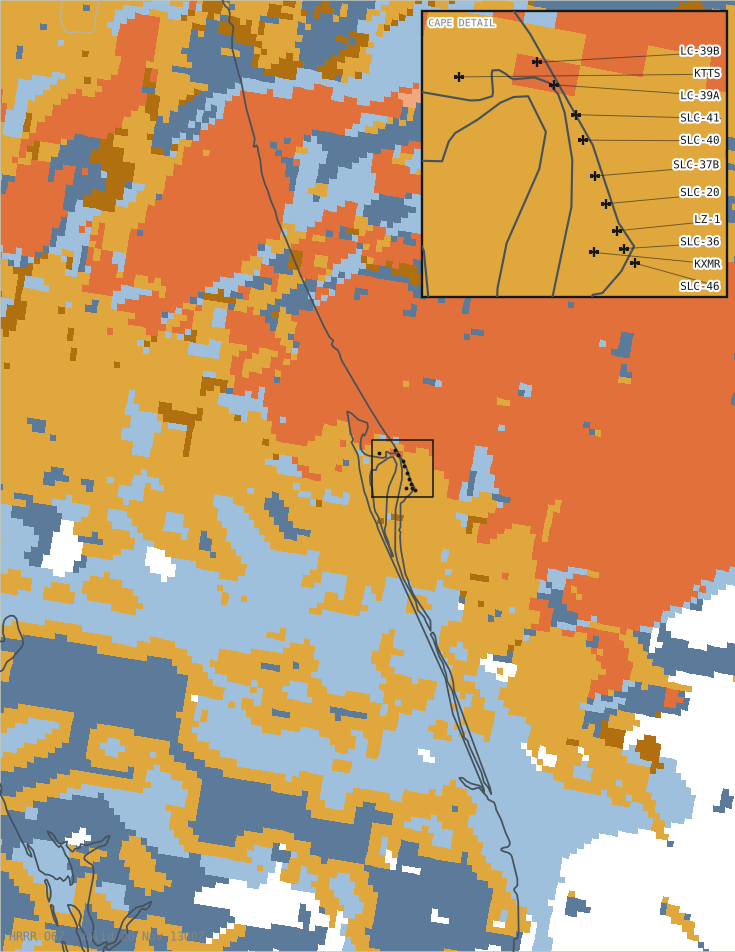 CAPE DETAIL
LC-39B
KTTS
LC-39A
SLC-41
SLC-40
SLC-37B
SLC-20
LZ-1
SLC-36
KXMR
SLC-46
HRRR